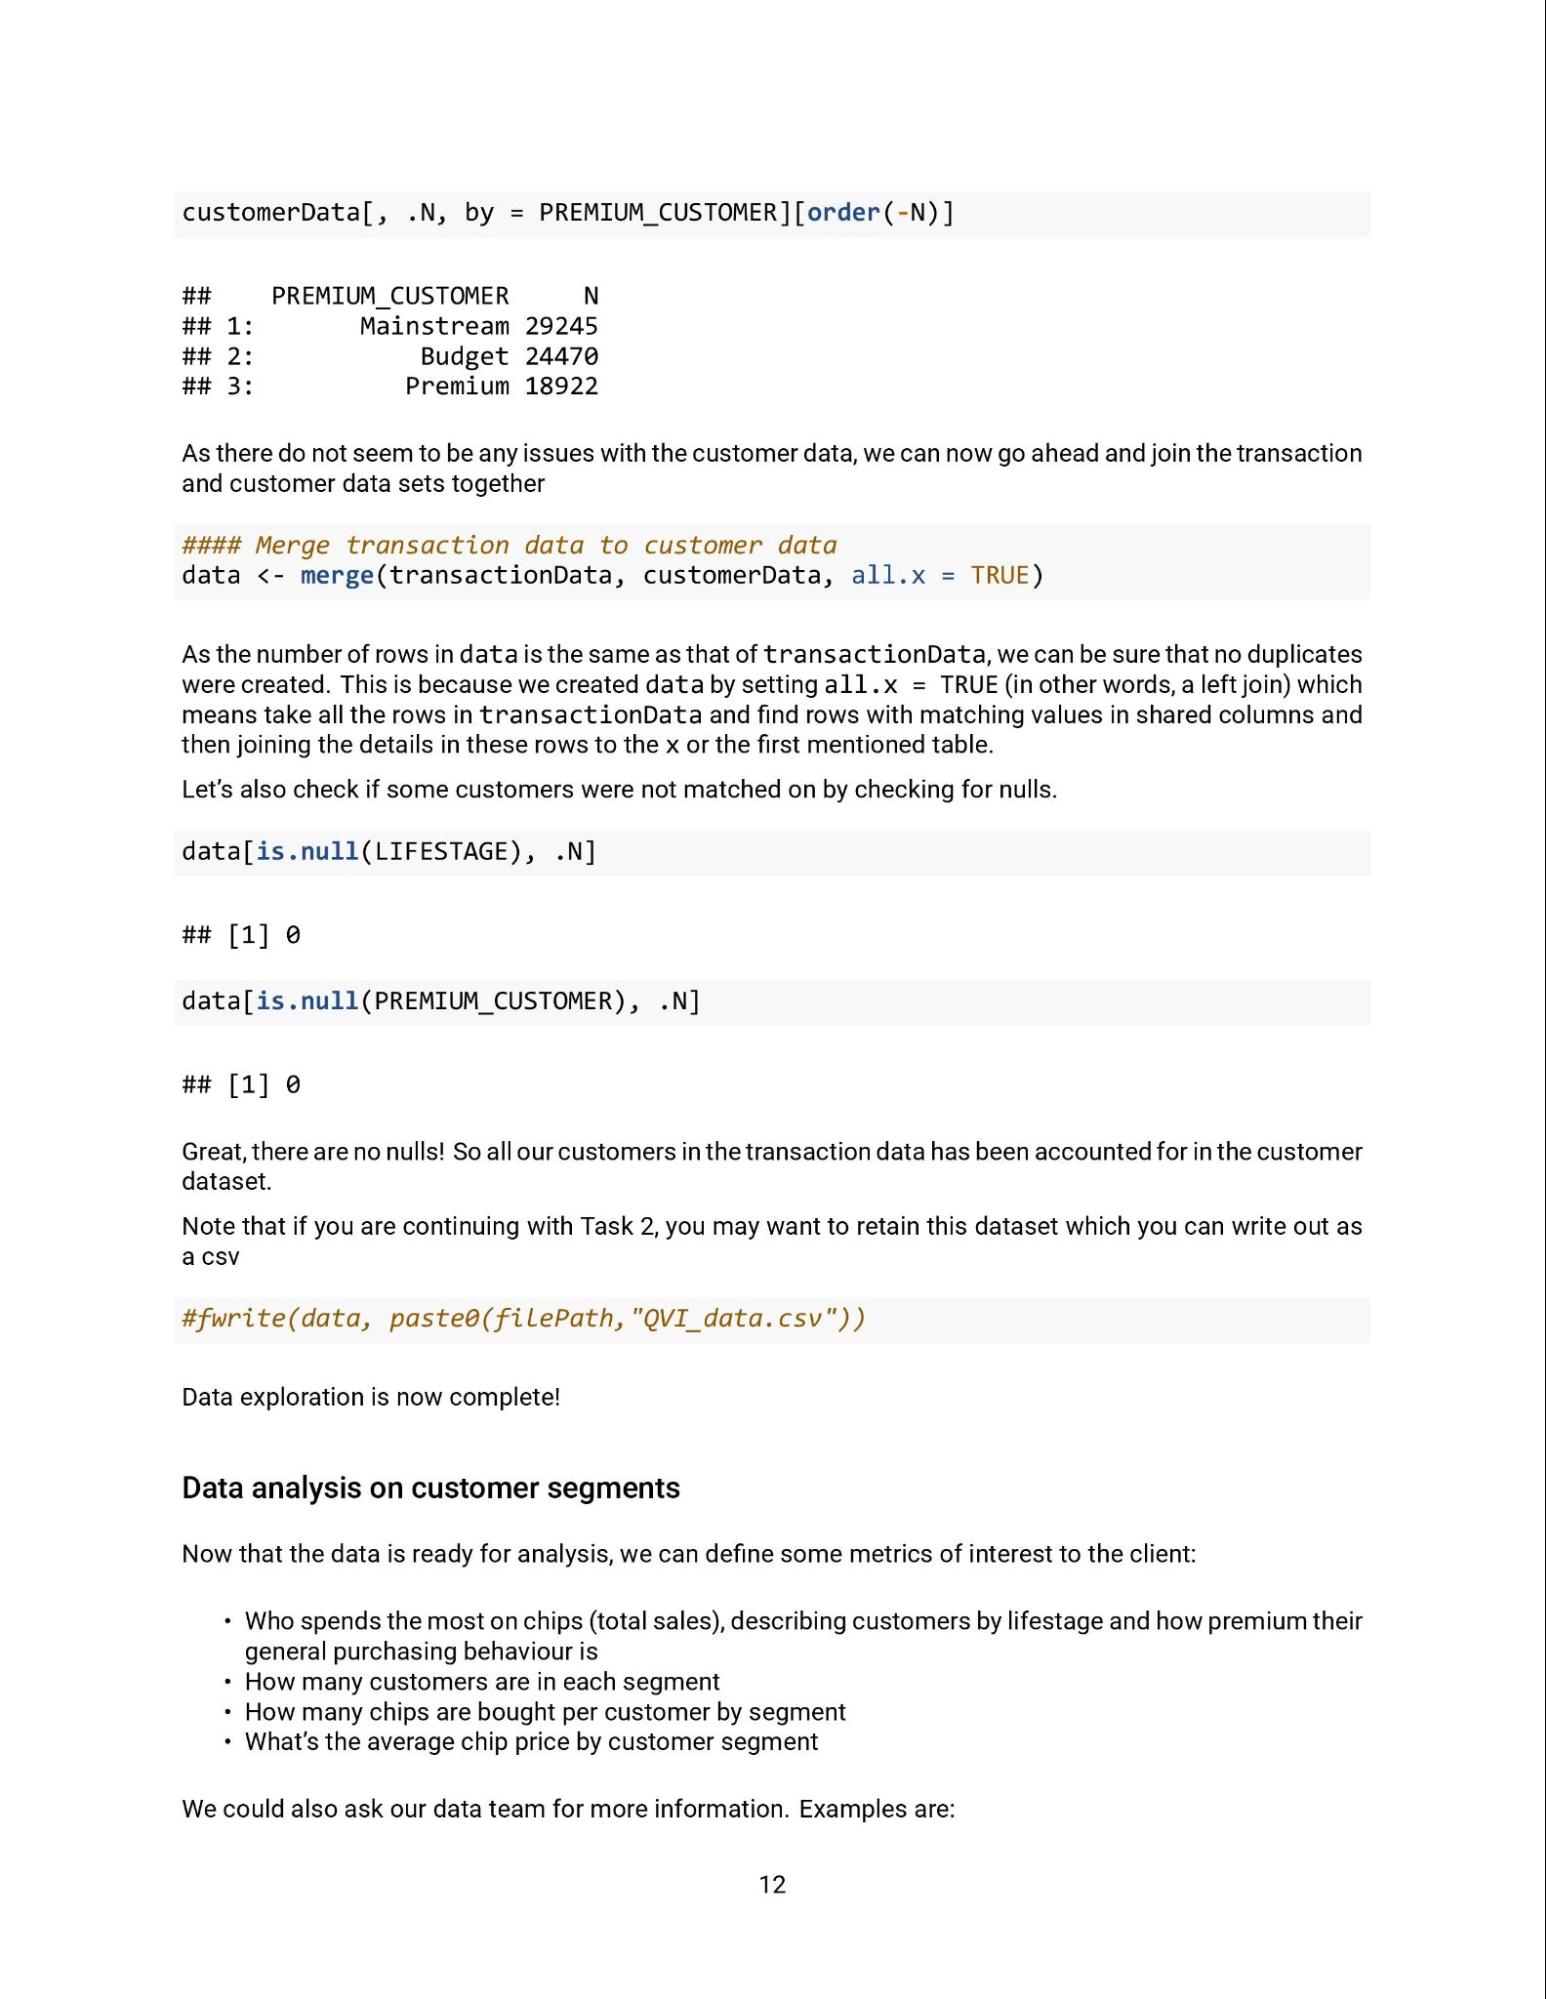 customerData[, .N, by = PREMIUM_CUSTOMER][order(-N)]
##    PREMIUM_CUSTOMER     N
## 1:       Mainstream 29245
## 2:           Budget 24470
## 3:          Premium 18922
As there do not seem to be any issues with the customer data, we can now go ahead and join the transaction
and customer data sets together
#### Merge transaction data to customer data
data <- merge(transactionData, customerData, all.x = TRUE)
As the number of rows in data is the same as that of transactionData, we can be sure that no duplicates
were created. This is because we created data by setting all.x = TRUE (in other words, a left join) which
means take all the rows in transactionData and find rows with matching values in shared columns and
then joining the details in these rows to the x or the first mentioned table.
Let's also check if some customers were not matched on by checking for nulls.
data[is.null(LIFESTAGE), .N]
## [1] 0
data[is.null(PREMIUM_CUSTOMER), .N]
## [1] 0
Great, there are no nulls! So all our customers in the transaction data has been accounted for in the customer
dataset.
Note that if you are continuing with Task 2, you may want to retain this dataset which you can write out as
a csv
#fwrite(data, paste0(filePath,"QVI_data.csv"))
Data exploration is now complete!
Data analysis on customer segments
Now that the data is ready for analysis, we can define some metrics of interest to the client:
• Who spends the most on chips (total sales), describing customers by lifestage and how premium their
general purchasing behaviour is
• How many customers are in each segment
• How many chips are bought per customer by segment
• What's the average chip price by customer segment
We could also ask our data team for more information. Examples are:
12